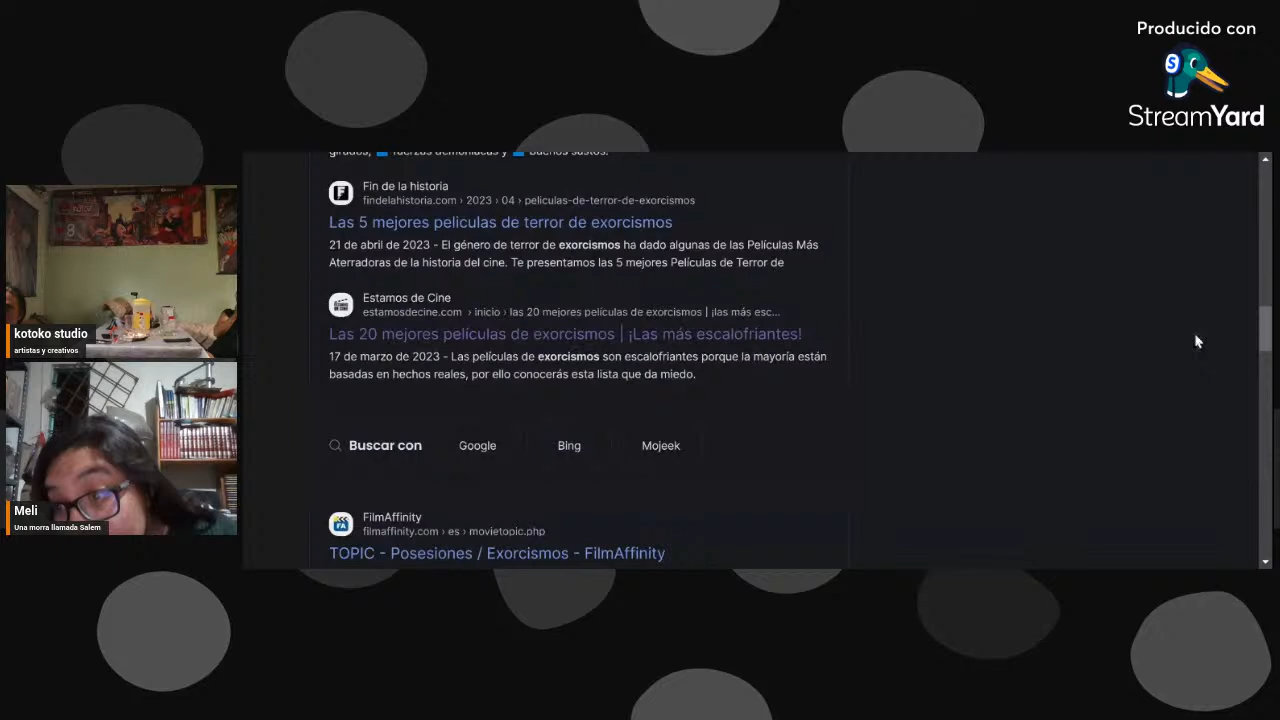 Producido con
StreamYard
girados, fuerzas demoníacas y buenos sustos.
Fin de la historia
findelahistoria.com › 2023 › 04 › peliculas-de-terror-de-exorcismos
Las 5 mejores peliculas de terror de exorcismos
21 de abril de 2023 - El género de terror de exorcismos ha dado algunas de las Películas Más
Aterradoras de la historia del cine. Te presentamos las 5 mejores Películas de Terror de
Estamos de Cine
estamosdecine.com › inicio › las 20 mejores películas de exorcismos | ¡las más esc...
Las 20 mejores películas de exorcismos | ¡Las más escalofriantes!
17 de marzo de 2023 - Las películas de exorcismos son escalofriantes porque la mayoría están
basadas en hechos reales, por ello conocerás esta lista que da miedo.
Buscar con Google Bing Mojeek
FilmAffinity
filmaffinity.com › es › movietopic.php
TOPIC - Posesiones / Exorcismos - FilmAffinity
kotoko studio
artistas y creativos
Meli
Una morra llamada Salem